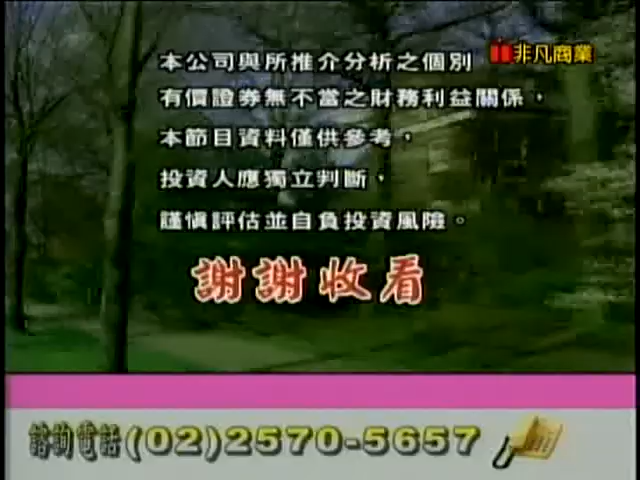 非凡商業
本公司與所推介分析之個別
有價證券無不當之財務利益關係，
本節目資料僅供參考，
投資人應獨立判斷，
謹慎評估並自負投資風險。
謝謝收看
諮詢電話(02)2570-5657